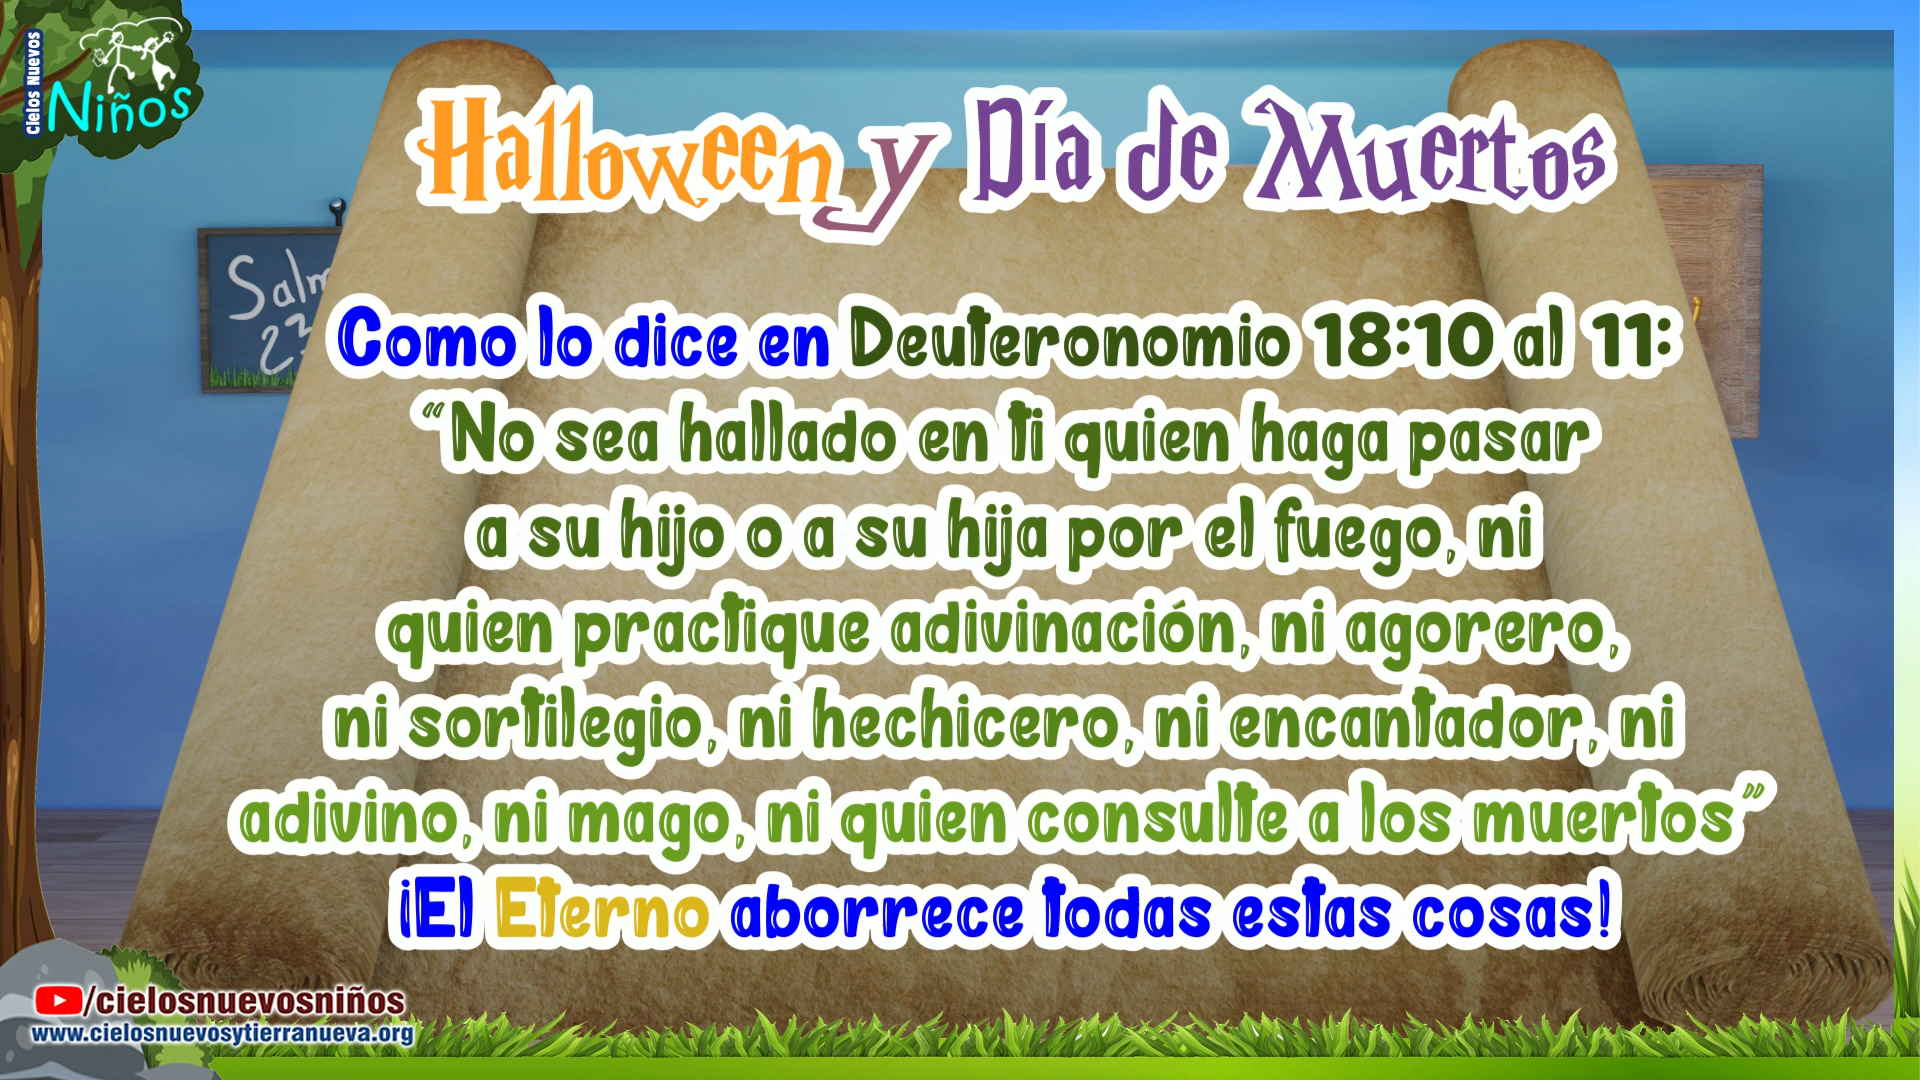 Cielos Nuevos
Niños
Halloween y Día de Muertos
Salm
23
Como lo dice en Deuteronomio 18:10 al 11:
“No sea hallado en ti quien haga pasar
a su hijo o a su hija por el fuego, ni
quien practique adivinación, ni agorero,
ni sortilegio, ni hechicero, ni encantador, ni
adivino, ni mago, ni quien consulte a los muertos”
¡El Eterno aborrece todas estas cosas!
/cielosnuevosniños
www.cielosnuevosytierranueva.org